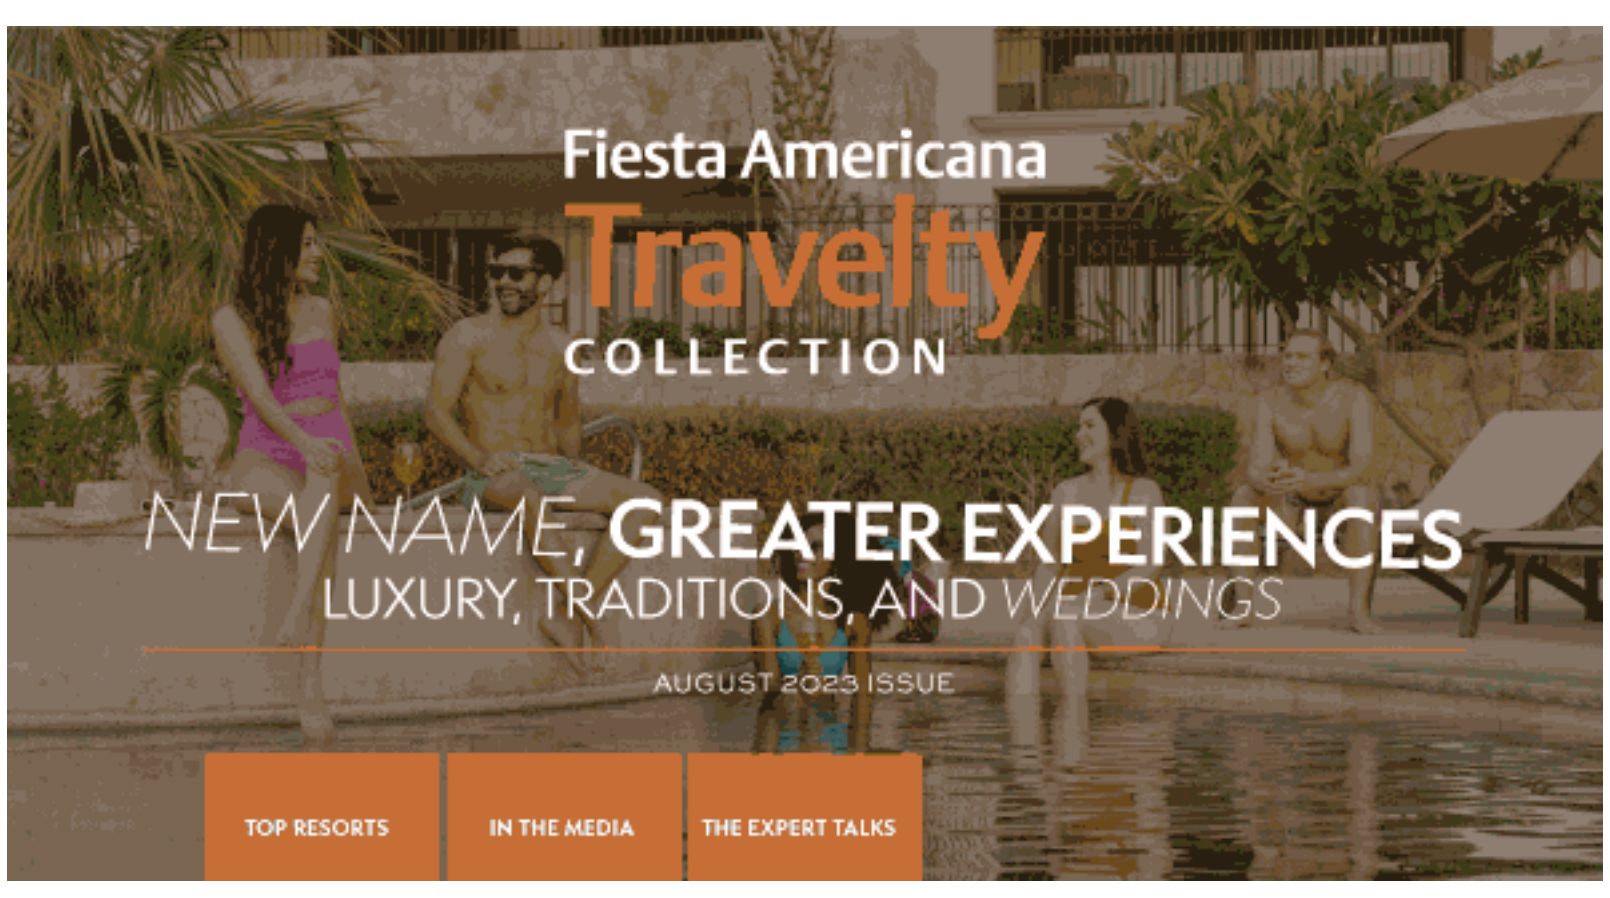 Fiesta Americana
Travelty
COLLECTION
NEW NAME, GREATER EXPERIENCES
LUXURY, TRADITIONS, AND WEDDINGS
AUGUST 2023 ISSUE
TOP RESORTS
IN THE MEDIA
THE EXPERT TALKS